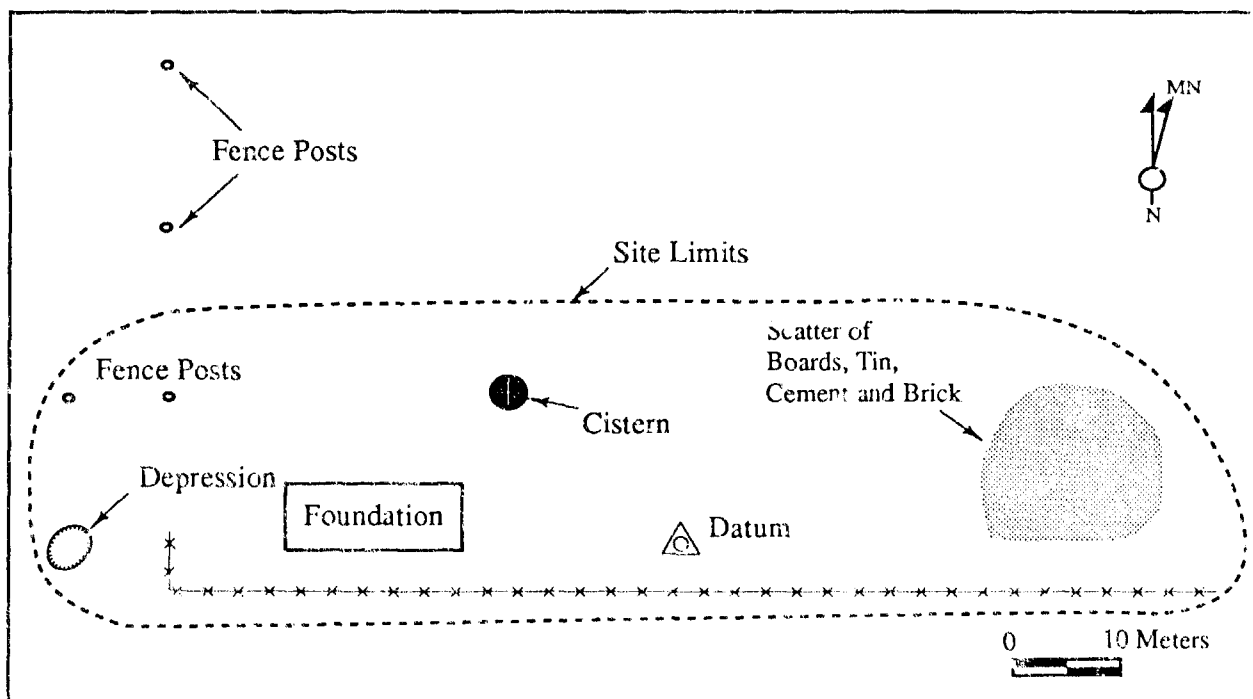 MN
Fence Posts
N
Site Limits
Scatter of
Boards, Tin,
Cement and Brick
Fence Posts
Cistern
Depression
Foundation
Datum
0 10 Meters